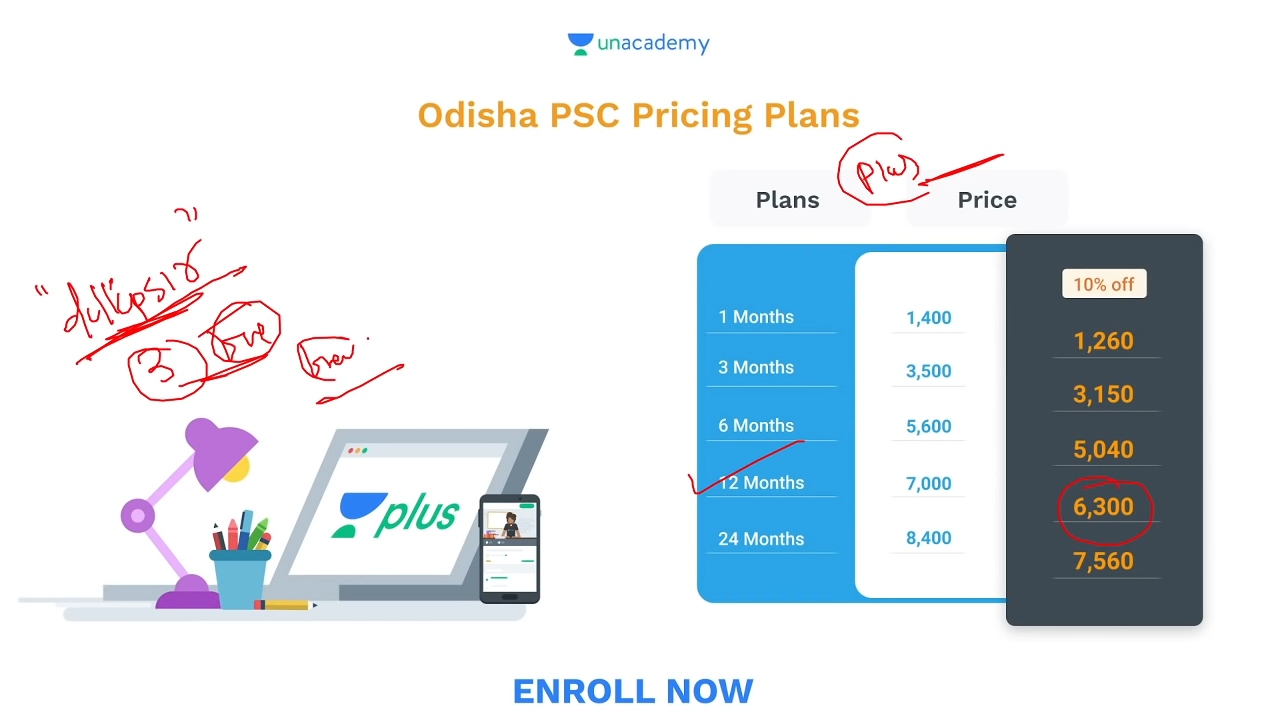 unacademy
Odisha PSC Pricing Plans
plus
Plans Price
10% off
1 Months 1,400 1,260
3 Months 3,500 3,150
6 Months 5,600 5,040
12 Months 7,000 6,300
24 Months 8,400 7,560
3
plus
ENROLL NOW